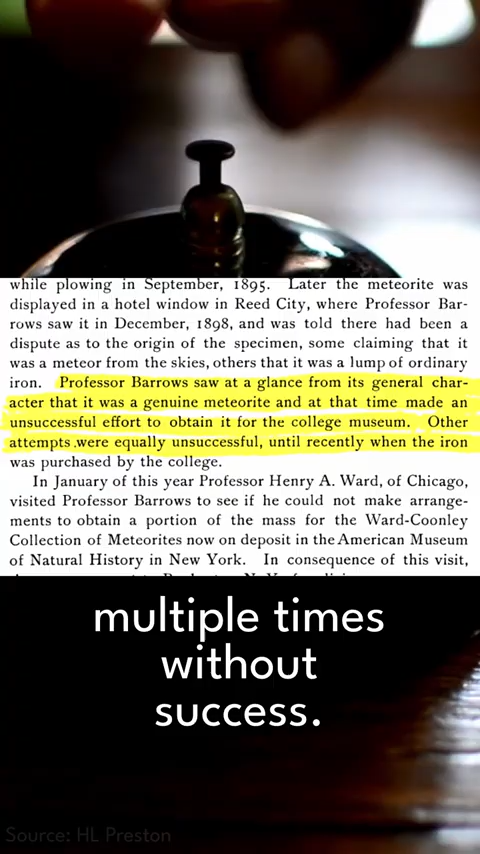 while plowing in September, 1895. Later the meteorite was
displayed in a hotel window in Reed City, where Professor Bar-
rows saw it in December, 1898, and was told there had been a
dispute as to the origin of the specimen, some claiming that it
was a meteor from the skies, others that it was a lump of ordinary
iron. Professor Barrows saw at a glance from its general char-
acter that it was a genuine meteorite and at that time made an
unsuccessful effort to obtain it for the college museum. Other
attempts .were equally unsuccessful, until recently when the iron
was purchased by the college.
In January of this year Professor Henry A. Ward, of Chicago,
visited Professor Barrows to see if he could not make arrange-
ments to obtain a portion of the mass for the Ward-Coonley
Collection of Meteorites now on deposit in the American Museum
of Natural History in New York. In consequence of this visit,
multiple times
without
success.
Source: HL Preston